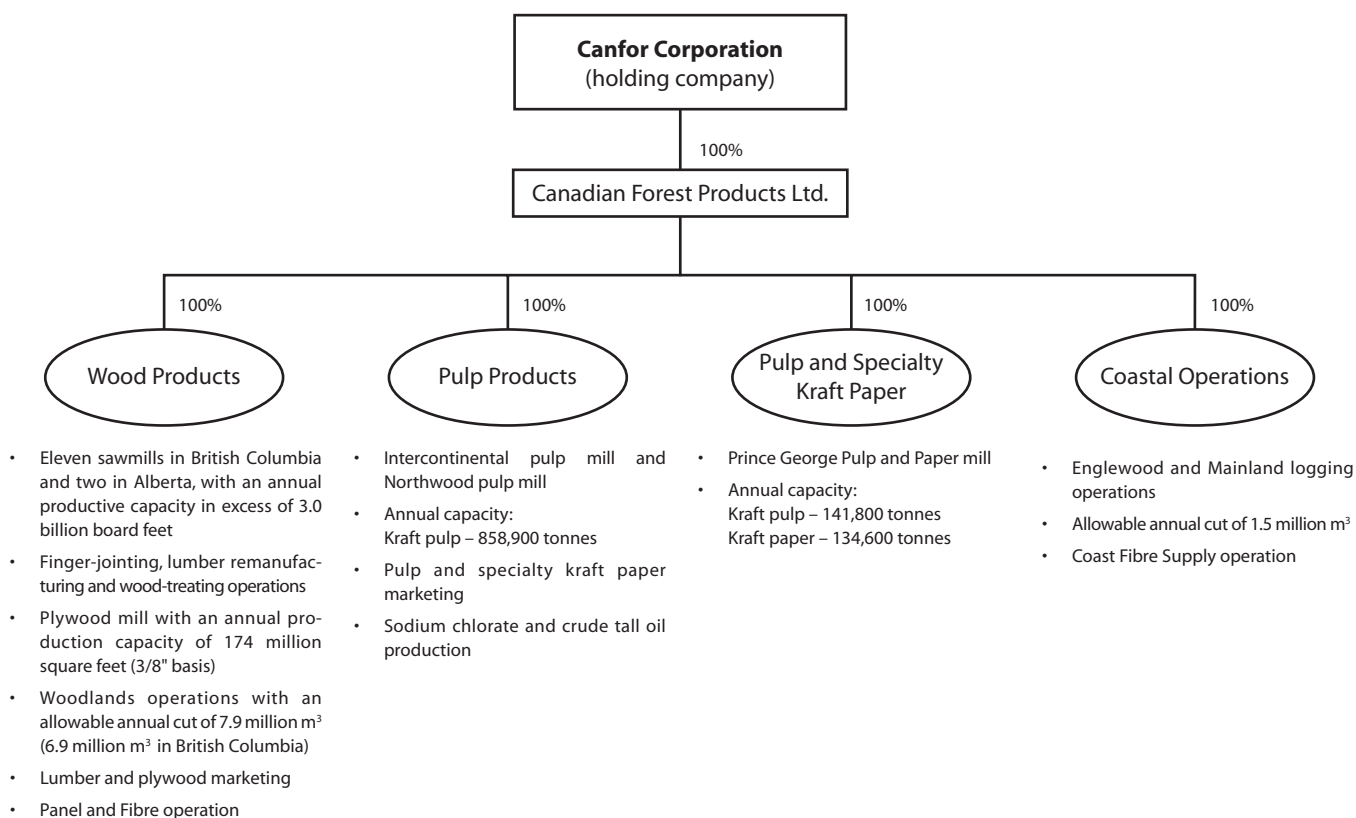 Canfor Corporation
(holding company)
100%
Canadian Forest Products Ltd.
100%
100%
100%
100%
Wood Products
Pulp Products
Pulp and Specialty
Kraft Paper
Coastal Operations
• Eleven sawmills in British Columbia
and two in Alberta, with an annual
productive capacity in excess of 3.0
billion board feet
• Finger-jointing, lumber remanufac-
turing and wood-treating operations
• Plywood mill with an annual pro-
duction capacity of 174 million
square feet (3/8" basis)
• Woodlands operations with an
allowable annual cut of 7.9 million m³
(6.9 million m³ in British Columbia)
• Lumber and plywood marketing
• Panel and Fibre operation
• Intercontinental pulp mill and
Northwood pulp mill
• Annual capacity:
Kraft pulp – 858,900 tonnes
• Pulp and specialty kraft paper
marketing
• Sodium chlorate and crude tall oil
production
• Prince George Pulp and Paper mill
• Annual capacity:
Kraft pulp – 141,800 tonnes
Kraft paper – 134,600 tonnes
• Englewood and Mainland logging
operations
• Allowable annual cut of 1.5 million m³
• Coast Fibre Supply operation